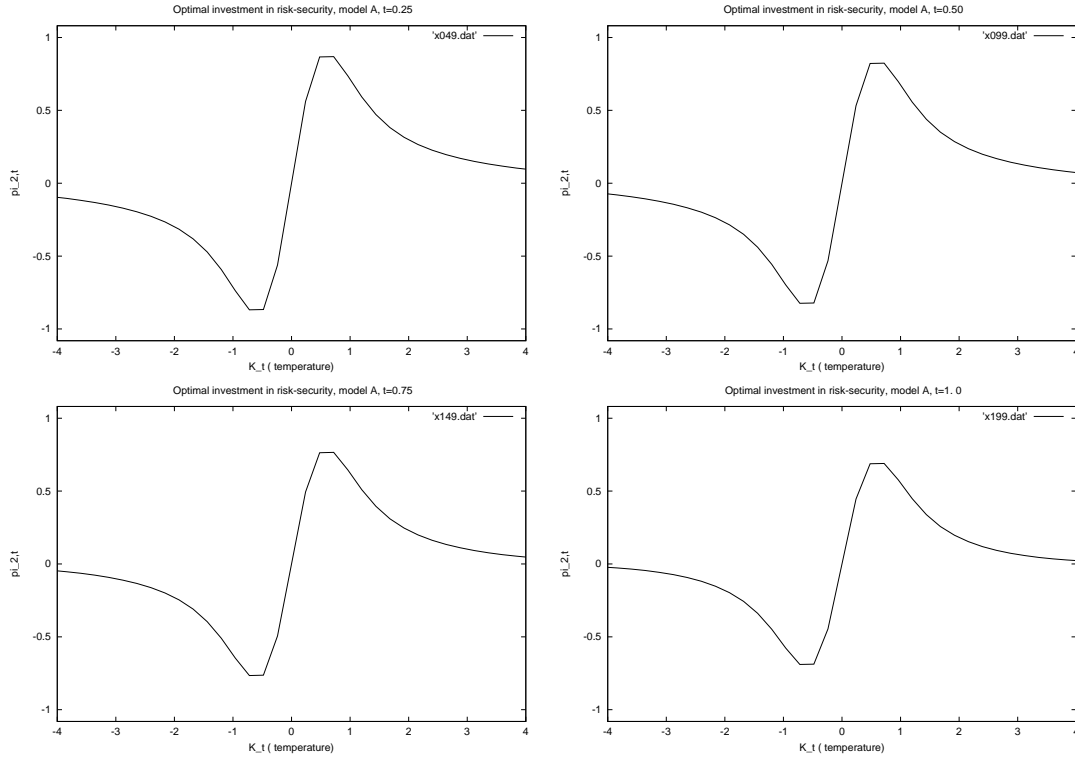 Optimal investment in risk-security, model A, t=0.25
'x049.dat'
1
0.5
0
-0.5
-1
pi_2,t
-4 -3 -2 -1 0 1 2 3 4
K_t ( temperature)
Optimal investment in risk-security, model A, t=0.50
'x099.dat'
1
0.5
0
-0.5
-1
pi_2,t
-4 -3 -2 -1 0 1 2 3 4
K_t ( temperature)
Optimal investment in risk-security, model A, t=0.75
'x149.dat'
1
0.5
0
-0.5
-1
pi_2,t
-4 -3 -2 -1 0 1 2 3 4
K_t ( temperature)
Optimal investment in risk-security, model A, t=1. 0
'x199.dat'
1
0.5
0
-0.5
-1
pi_2,t
-4 -3 -2 -1 0 1 2 3 4
K_t ( temperature)